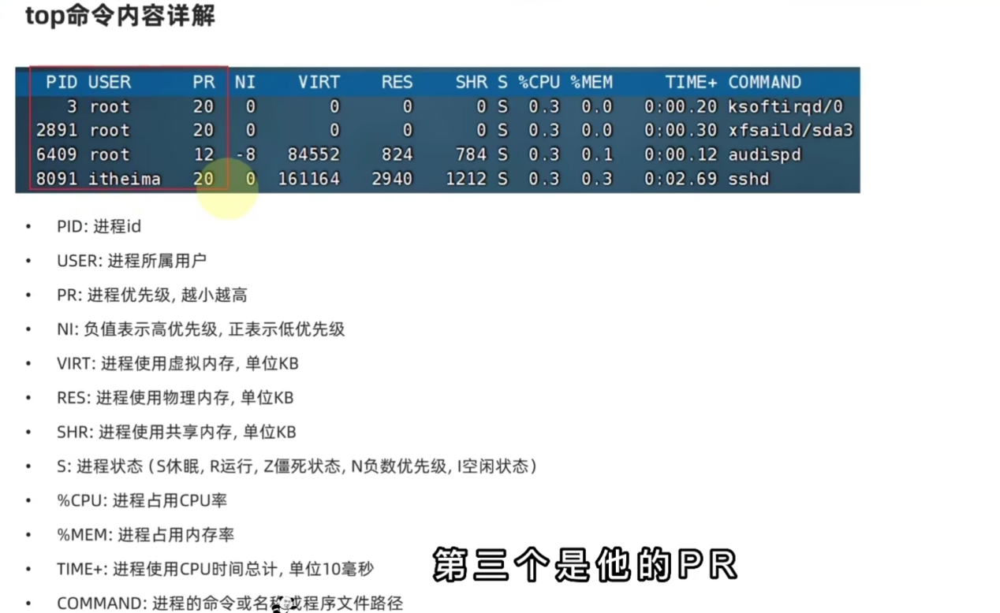 top命令内容详解
PID USER PR NI VIRT RES SHR S %CPU %MEM TIME+ COMMAND
3 root 20 0 0 0 0 S 0.3 0.0 0:00.20 ksoftirqd/0
2891 root 20 0 0 0 0 S 0.3 0.0 0:00.30 xfsaild/sda3
6409 root 12 -8 84552 824 784 S 0.3 0.1 0:00.12 audispd
8091 itheima 20 0 161164 2940 1212 S 0.3 0.3 0:02.69 sshd
• PID: 进程id
• USER: 进程所属用户
• PR: 进程优先级, 越小越高
• NI: 负值表示高优先级, 正表示低优先级
• VIRT: 进程使用虚拟内存, 单位KB
• RES: 进程使用物理内存, 单位KB
• SHR: 进程使用共享内存, 单位KB
• S: 进程状态（S休眠, R运行, Z僵死状态, N负数优先级, I空闲状态）
• %CPU: 进程占用CPU率
• %MEM: 进程占用内存率
• TIME+: 进程使用CPU时间总计, 单位10毫秒
第三个是他的PR
• COMMAND: 进程的命令或名称或程序文件路径